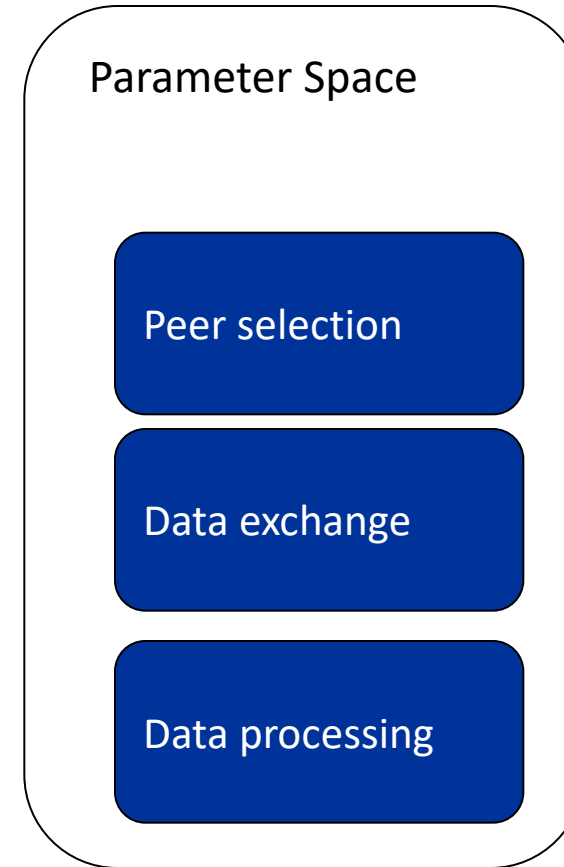 Parameter Space
Peer selection
Data exchange
Data processing